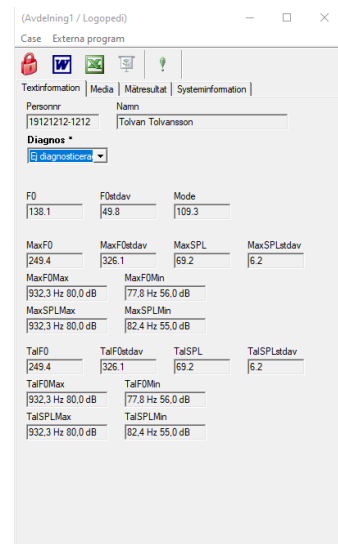 (Avdelning1 / Logopedi)
Case Externa program
Textinformation Media Mätresultat Systeminformation
Personnr Namn
19121212-1212 Tolvan Tolvansson
Diagnos *
Ej diagnosticerad
F0 F0stdav Mode
138.1 49.8 109.3
MaxF0 MaxF0stdav MaxSPL MaxSPLstdav
249.4 326.1 69.2 6.2
MaxF0Max MaxF0Min
932,3 Hz 80,0 dB 77,8 Hz 56,0 dB
MaxSPLMax MaxSPLMin
932,3 Hz 80,0 dB 82,4 Hz 55,0 dB
TalF0 TalF0stdav TalSPL TalSPLstdav
249.4 326.1 69.2 6.2
TalF0Max TalF0Min
932,3 Hz 80,0 dB 77,8 Hz 56,0 dB
TalSPLMax TalSPLMin
932,3 Hz 80,0 dB 82,4 Hz 55,0 dB